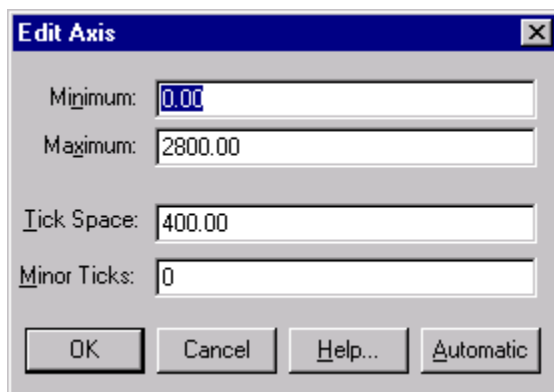 Edit Axis
Minimum: 0.00
Maximum: 2800.00
Tick Space: 400.00
Minor Ticks: 0
OK Cancel Help... Automatic